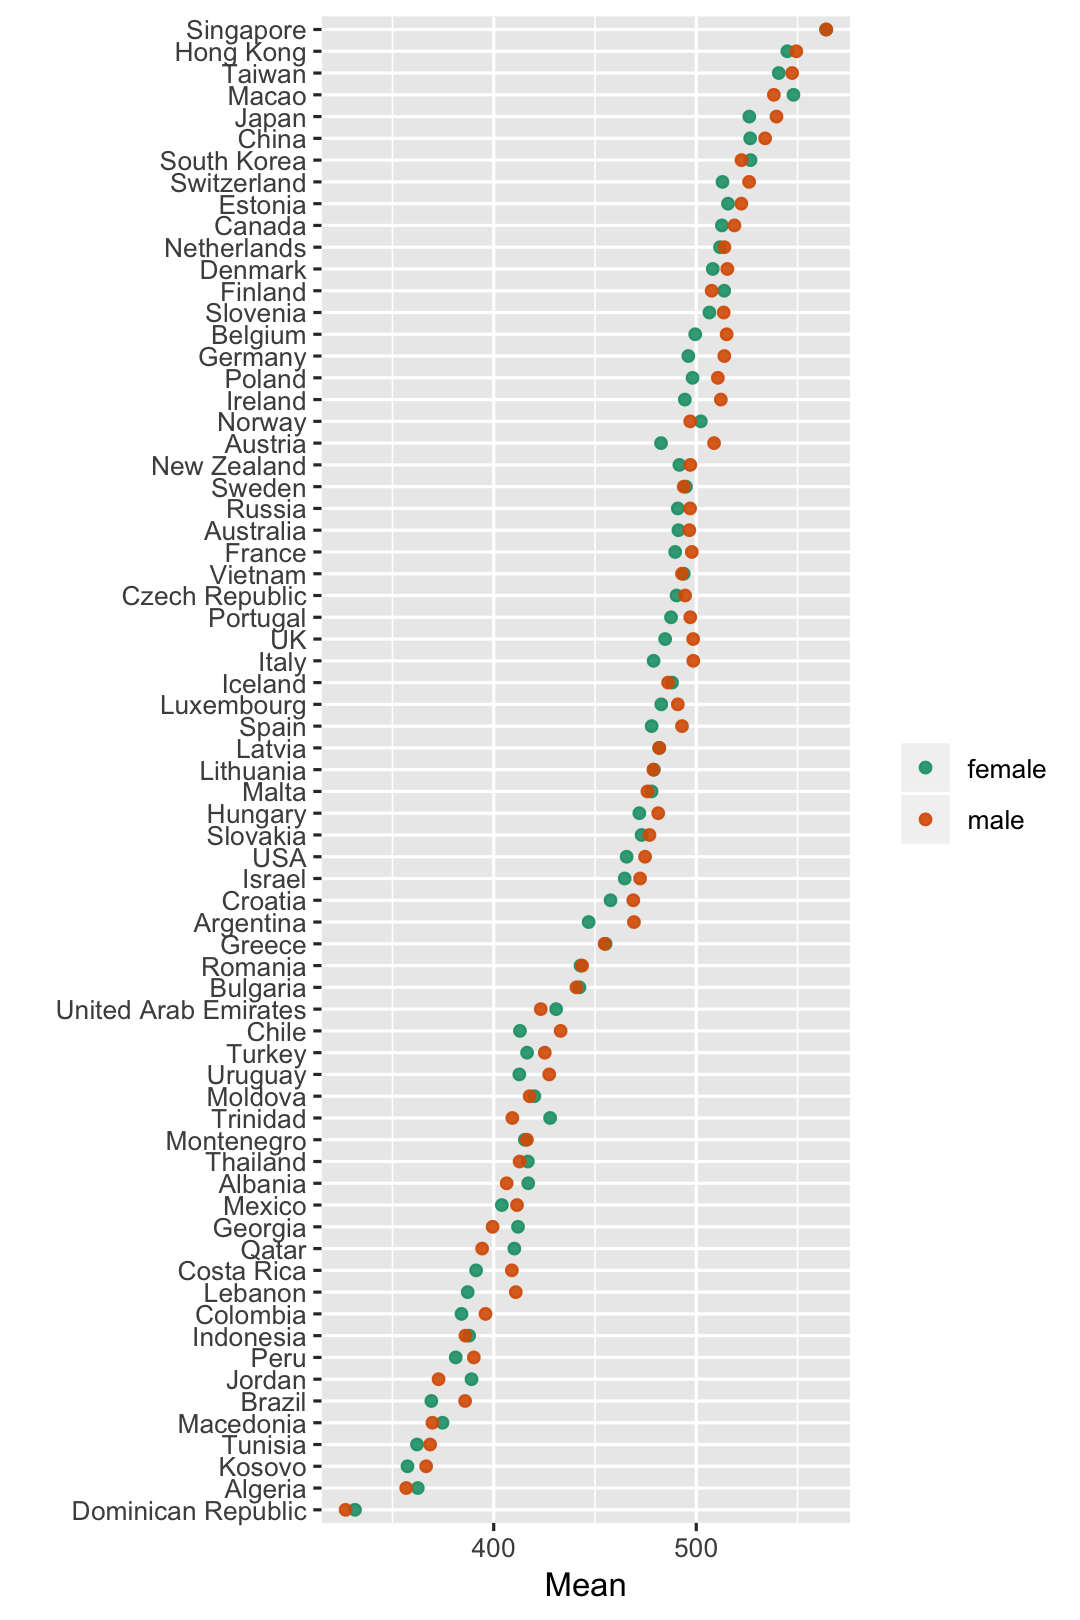 Singapore
Hong Kong
Taiwan
Macao
Japan
China
South Korea
Switzerland
Estonia
Canada
Netherlands
Denmark
Finland
Slovenia
Belgium
Germany
Poland
Ireland
Norway
Austria
New Zealand
Sweden
Russia
Australia
France
Vietnam
Czech Republic
Portugal
UK
Italy
Iceland
Luxembourg
Spain
Latvia
Lithuania
Malta
Hungary
Slovakia
USA
Israel
Croatia
Argentina
Greece
Romania
Bulgaria
United Arab Emirates
Chile
Turkey
Uruguay
Moldova
Trinidad
Montenegro
Thailand
Albania
Mexico
Georgia
Qatar
Costa Rica
Lebanon
Colombia
Indonesia
Peru
Jordan
Brazil
Macedonia
Tunisia
Kosovo
Algeria
Dominican Republic
400 500
Mean
female
male